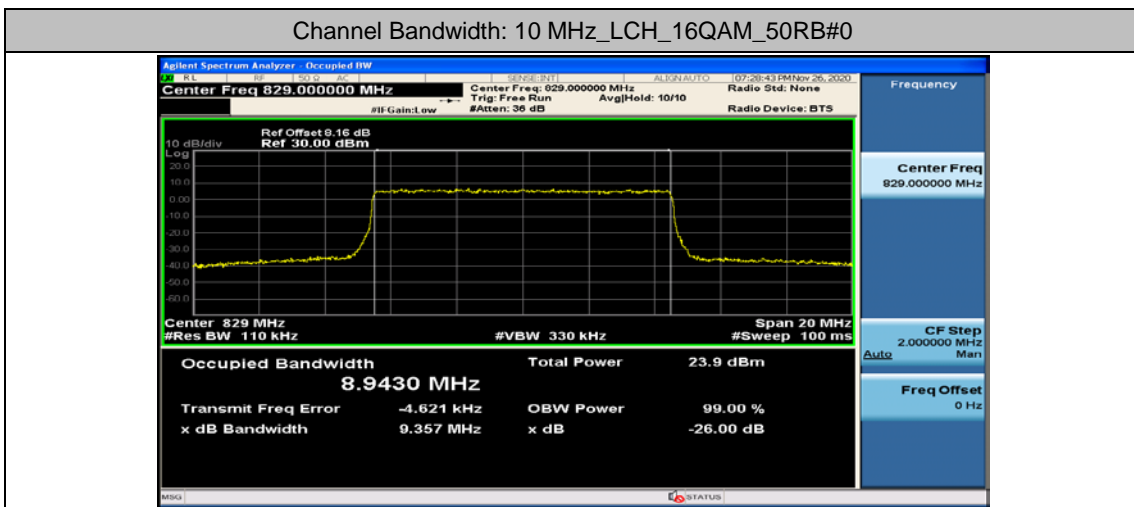 Channel Bandwidth: 10 MHz_LCH_16QAM_50RB#0
Agilent Spectrum Analyzer - Occupied BW
RL RF 50 Ω AC SENSE:INT ALIGN AUTO 07:28:43 PM Nov 26, 2020
Center Freq 829.000000 MHz Center Freq: 829.000000 MHz Radio Std: None
Trig: Free Run Avg|Hold: 10/10
#IFGain:Low #Atten: 36 dB Radio Device: BTS
Ref Offset 8.16 dB
10 dB/div Ref 30.00 dBm
Log
20.0
10.0
0.00
-10.0
-20.0
-30.0
-40.0
-50.0
-60.0
Center 829 MHz Span 20 MHz
#Res BW 110 kHz #VBW 330 kHz #Sweep 100 ms
Occupied Bandwidth Total Power 23.9 dBm
8.9430 MHz
Transmit Freq Error -4.621 kHz OBW Power 99.00 %
x dB Bandwidth 9.357 MHz x dB -26.00 dB
Frequency
Center Freq
829.000000 MHz
CF Step
2.000000 MHz
Auto Man
Freq Offset
0 Hz
MSG STATUS